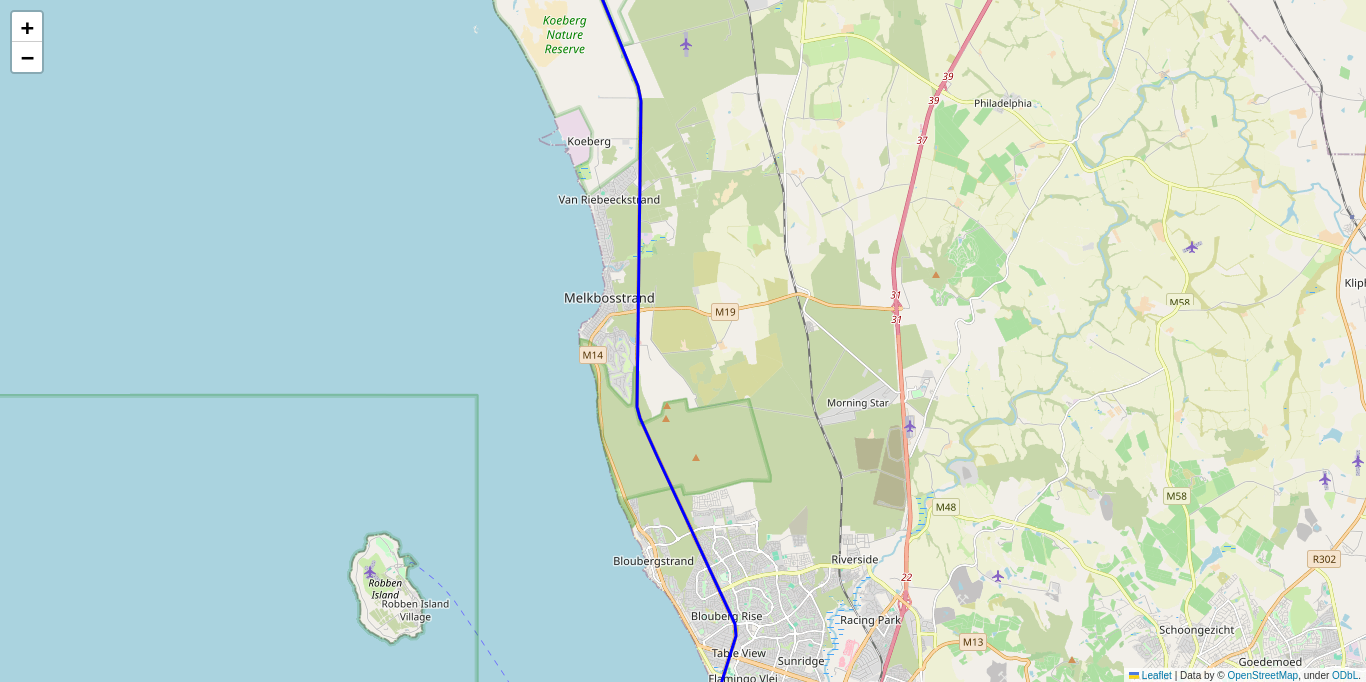 +
−
Koeberg
Nature
Reserve
39
39
Philadelphia
37
Koeberg
Van Riebeeckstrand
31
Melkbosstrand
M19
31
M58
M14
Morning Star
M58
M48
Bloubergstrand
Riverside
R302
22
Robben
Island
Robben Island
Village
Blouberg Rise
Racing Park
Schoongezicht
M13
Table View
Sunridge
Goedemoed
Flamingo Vlei
Leaflet | Data by © OpenStreetMap, under ODbL.